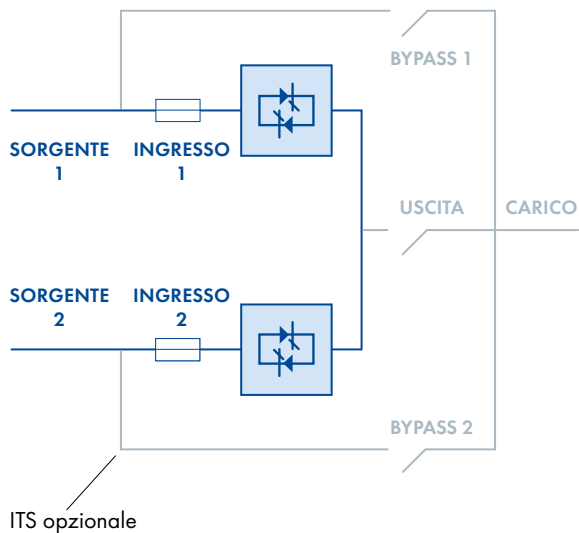 BYPASS 1
SORGENTE
1
INGRESSO
1
USCITA
CARICO
SORGENTE
2
INGRESSO
2
BYPASS 2
ITS opzionale